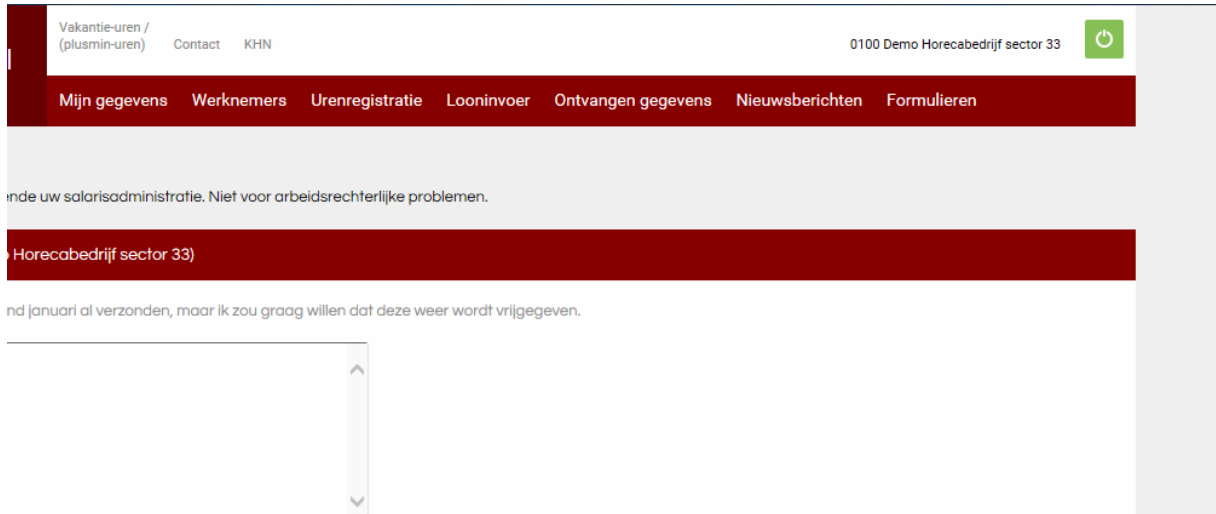 Vakantie-uren /
(plusmin-uren) Contact KHN
0100 Demo Horecabedrijf sector 33
Mijn gegevens Werknemers Urenregistratie Looninvoer Ontvangen gegevens Nieuwsberichten Formulieren
ende uw salarisadministratie. Niet voor arbeidsrechterlijke problemen.
Horecabedrijf sector 33)
nd januari al verzonden, maar ik zou graag willen dat deze weer wordt vrijgegeven.